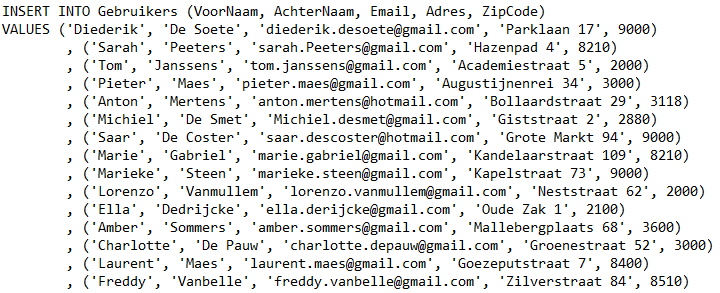 INSERT INTO Gebruikers (VoorNaam, AchterNaam, Email, Adres, ZipCode)
VALUES ('Diederik', 'De Soete', 'diederik.desoete@gmail.com', 'Parklaan 17', 9000)
, ('Sarah', 'Peeters', 'sarah.Peeters@gmail.com', 'Hazenpad 4', 8210)
, ('Tom', 'Janssens', 'tom.janssens@gmail.com', 'Academiestraat 5', 2000)
, ('Pieter', 'Maes', 'pieter.maes@gmail.com', 'Augustijnenrei 34', 3000)
, ('Anton', 'Mertens', 'anton.mertens@hotmail.com', 'Bollaardstraat 29', 3118)
, ('Michiel', 'De Smet', 'Michiel.desmet@gmail.com', 'Giststraat 2', 2880)
, ('Saar', 'De Coster', 'saar.descoster@hotmail.com', 'Grote Markt 94', 9000)
, ('Marie', 'Gabriel', 'marie.gabriel@gmail.com', 'Kandelaarstraat 109', 8210)
, ('Marieke', 'Steen', 'marieke.steen@gmail.com', 'Kapelstraat 73', 9000)
, ('Lorenzo', 'Vanmullem', 'lorenzo.vanmullem@gmail.com', 'Neststraat 62', 2000)
, ('Ella', 'Dedrijcke', 'ella.derijcke@gmail.com', 'Oude Zak 1', 2100)
, ('Amber', 'Sommers', 'amber.sommers@gmail.com', 'Mallebergplaats 68', 3600)
, ('Charlotte', 'De Pauw', 'charlotte.depauw@gmail.com', 'Groenestraat 52', 3000)
, ('Laurent', 'Maes', 'laurent.maes@gmail.com', 'Goezeputstraat 7', 8400)
, ('Freddy', 'Vanbelle', 'freddy.vanbelle@gmail.com', 'Zilverstraat 84', 8510)